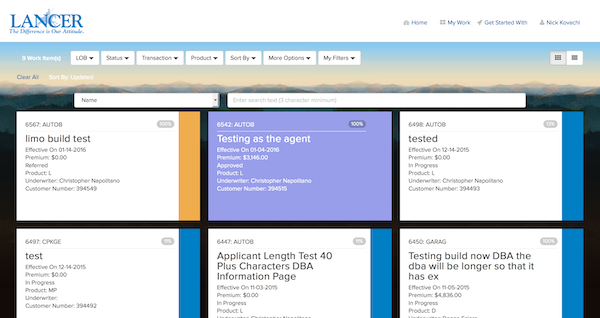 LANCER
The Difference is Our Attitude.
Home
My Work
Get Started With
Nick Kovachi
9 Work Item(s)
LOB
Status
Transaction
Product
Sort By
More Options
My Filters
Clear All
Sort By: Updated
Name
Enter search text (3 Character minimum)
6567: AUTOB
100%
limo build test
Effective On 01-14-2016
Premium: $0.00
Referred
Product: L
Underwriter: Christopher Napolitano
Customer Number: 394549
6542: AUTOB
100%
Testing as the agent
Effective On 01-04-2016
Premium: $3,146.00
Approved
Product: L
Underwriter: Christopher Napolitano
Customer Number: 394515
6498: AUTOB
13%
tested
Effective On 12-14-2015
Premium: $0.00
In Progress
Product: L
Underwriter: Christopher Napolitano
Customer Number: 394493
6497: CPKGE
11%
test
Effective On 12-14-2015
Premium: $0.00
In Progress
Product: MP
Underwriter:
Customer Number: 394492
6447: AUTOB
11%
Applicant Length Test 40
Plus Characters DBA
Information Page
Effective On 11-03-2015
Premium: $0.00
In Progress
Product: L
Underwriter: Christopher Napolitano
6450: GARAG
100%
Testing build now DBA the
dba will be longer so that it
has ex
Effective On 11-05-2015
Premium: $4,836.00
In Progress
Product: D